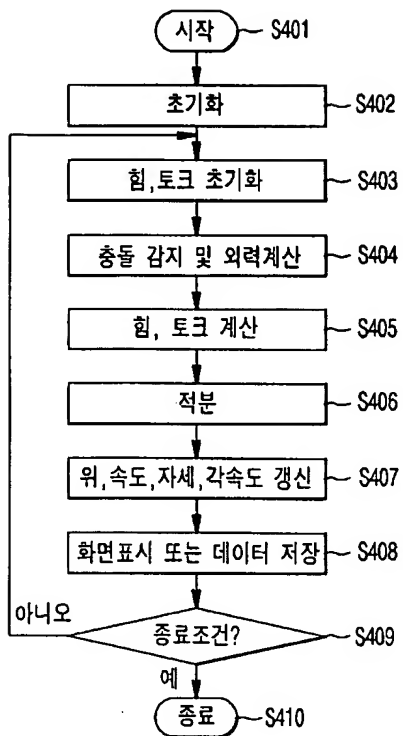 시작 S401
초기화 S402
힘,토크 초기화 S403
충돌 감지 및 외력계산 S404
힘, 토크 계산 S405
적분 S406
위,속도,자세,각속도 갱신 S407
화면표시 또는 데이터 저장 S408
아니오
종료조건? S409
예
종료 S410